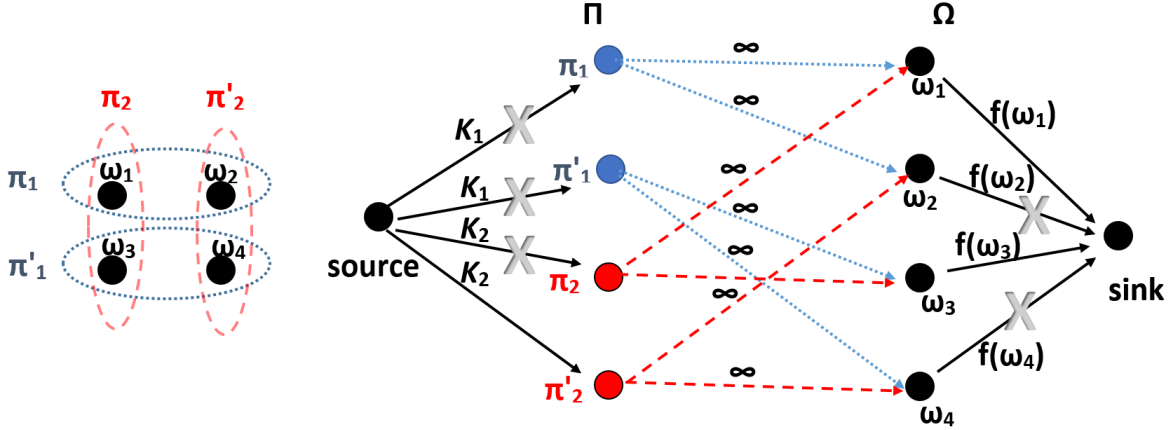 π₂ π'₂
π₁ ω₁ ω₂
π'₁ ω₃ ω₄
Π Ω
π₁ ∞ ω₁
K₁ X ∞ f(ω₁)
π'₁ ∞ ω₂ f(ω₂) X
K₁ X ∞
source K₂ X f(ω₃) sink
K₂ π₂ ∞ ω₃ X
∞ f(ω₄)
π'₂ ∞ ω₄